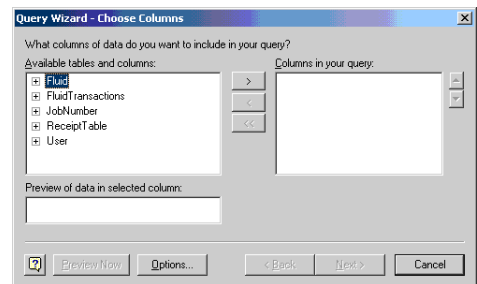 Query Wizard - Choose Columns
What columns of data do you want to include in your query?
Available tables and columns:
Columns in your query:
Fluid
FluidTransactions
JobNumber
ReceiptTable
User
>
<
<<
Preview of data in selected column:
?
Preview Now
Options...
< Back
Next >
Cancel